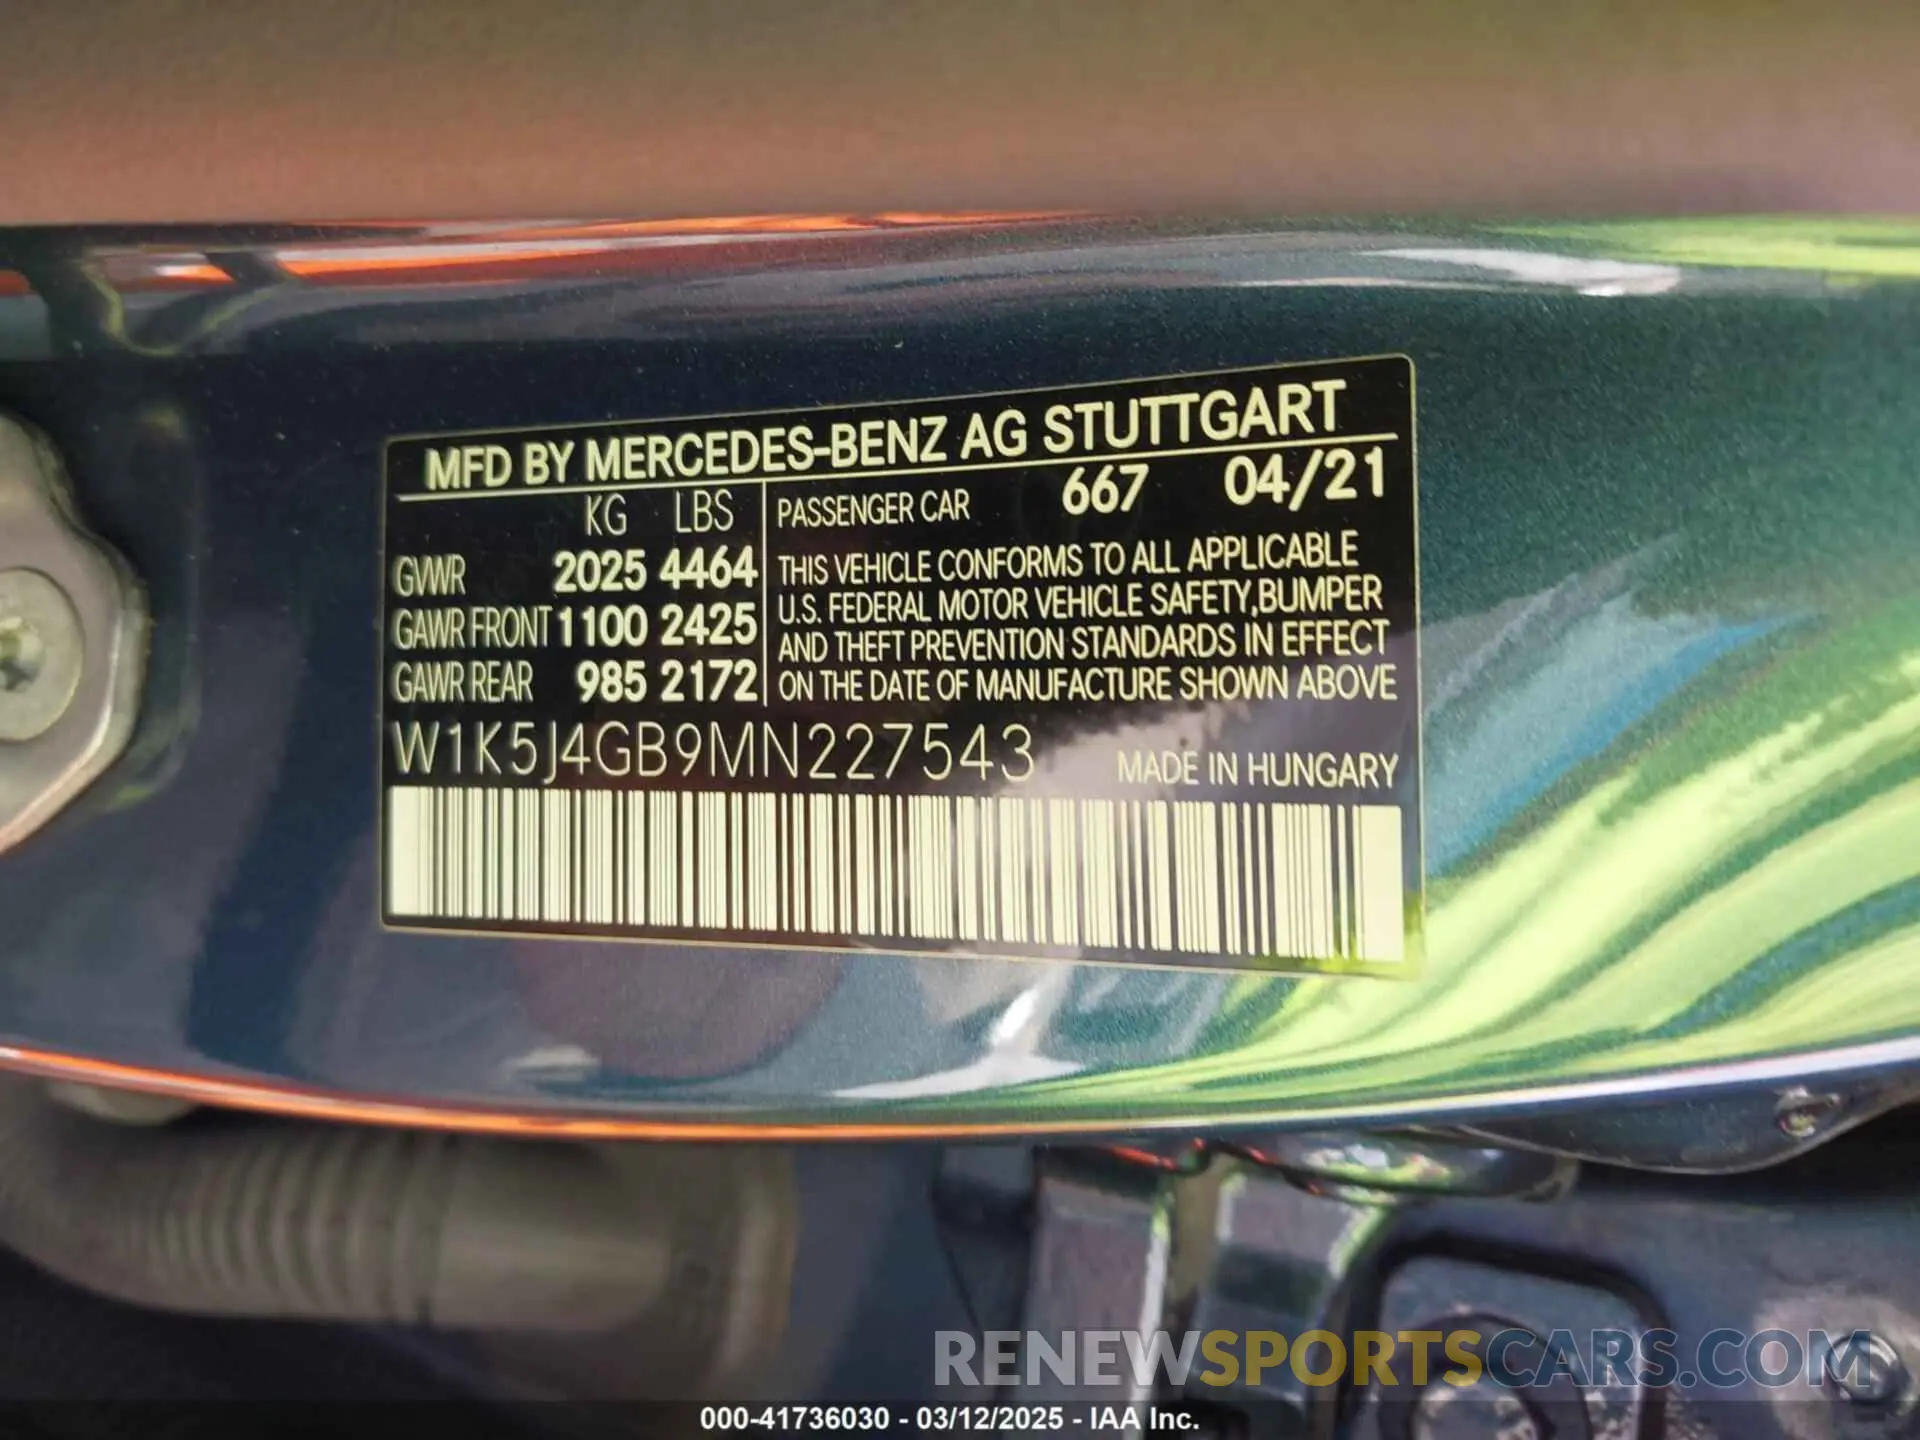 MFD BY MERCEDES-BENZ AG STUTTGART
KG LBS
GVWR 2025 4464
GAWR FRONT 1100 2425
GAWR REAR 985 2172
PASSENGER CAR 667 04/21
THIS VEHICLE CONFORMS TO ALL APPLICABLE
U.S. FEDERAL MOTOR VEHICLE SAFETY,BUMPER
AND THEFT PREVENTION STANDARDS IN EFFECT
ON THE DATE OF MANUFACTURE SHOWN ABOVE
W1K5J4GB9MN227543 MADE IN HUNGARY
RENEWSPORTSCARS.COM
000-41736030 - 03/12/2025 - IAA Inc.